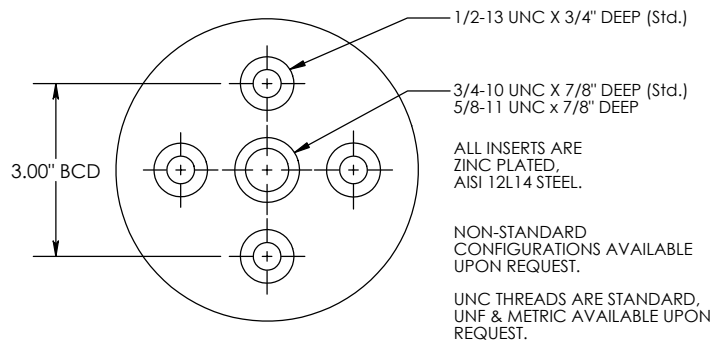 1/2-13 UNC X 3/4" DEEP (Std.)
3/4-10 UNC X 7/8" DEEP (Std.)
5/8-11 UNC x 7/8" DEEP
3.00" BCD
ALL INSERTS ARE
ZINC PLATED,
AISI 12L14 STEEL.
NON-STANDARD
CONFIGURATIONS AVAILABLE
UPON REQUEST.
UNC THREADS ARE STANDARD,
UNF & METRIC AVAILABLE UPON
REQUEST.